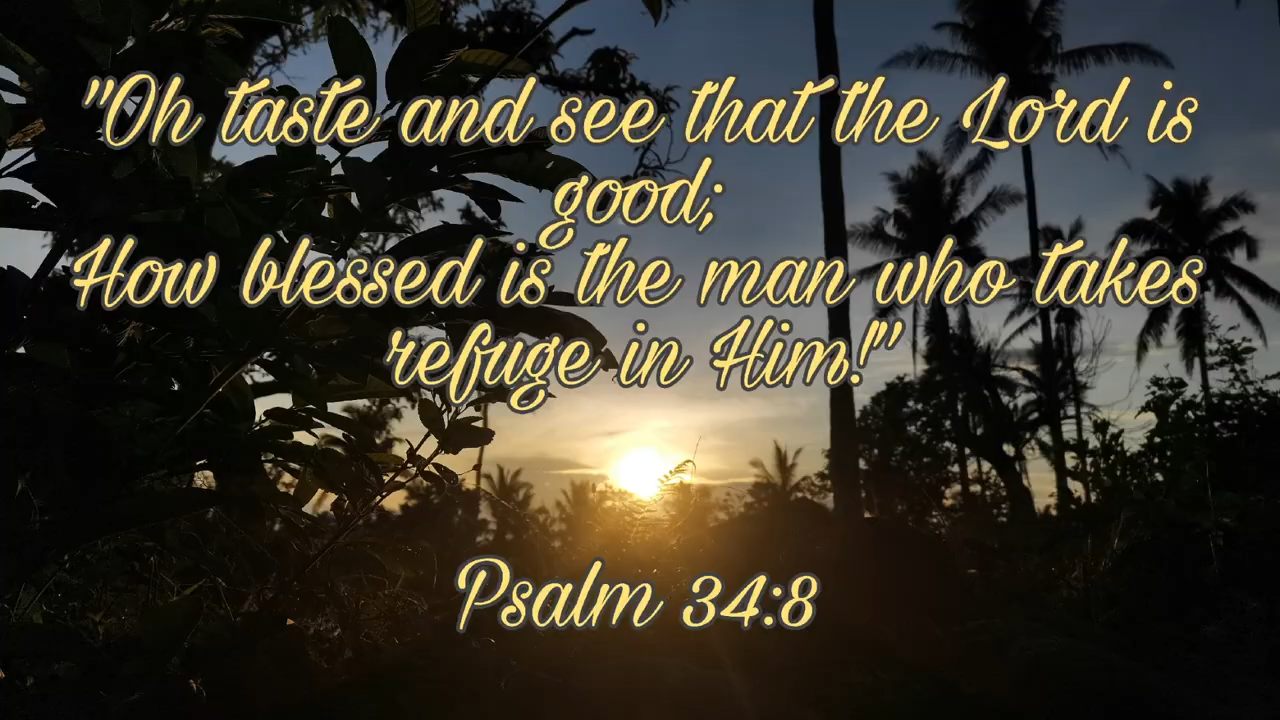 "Oh taste and see that the Lord is
good;
How blessed is the man who takes
refuge in Him!"
Psalm 34:8